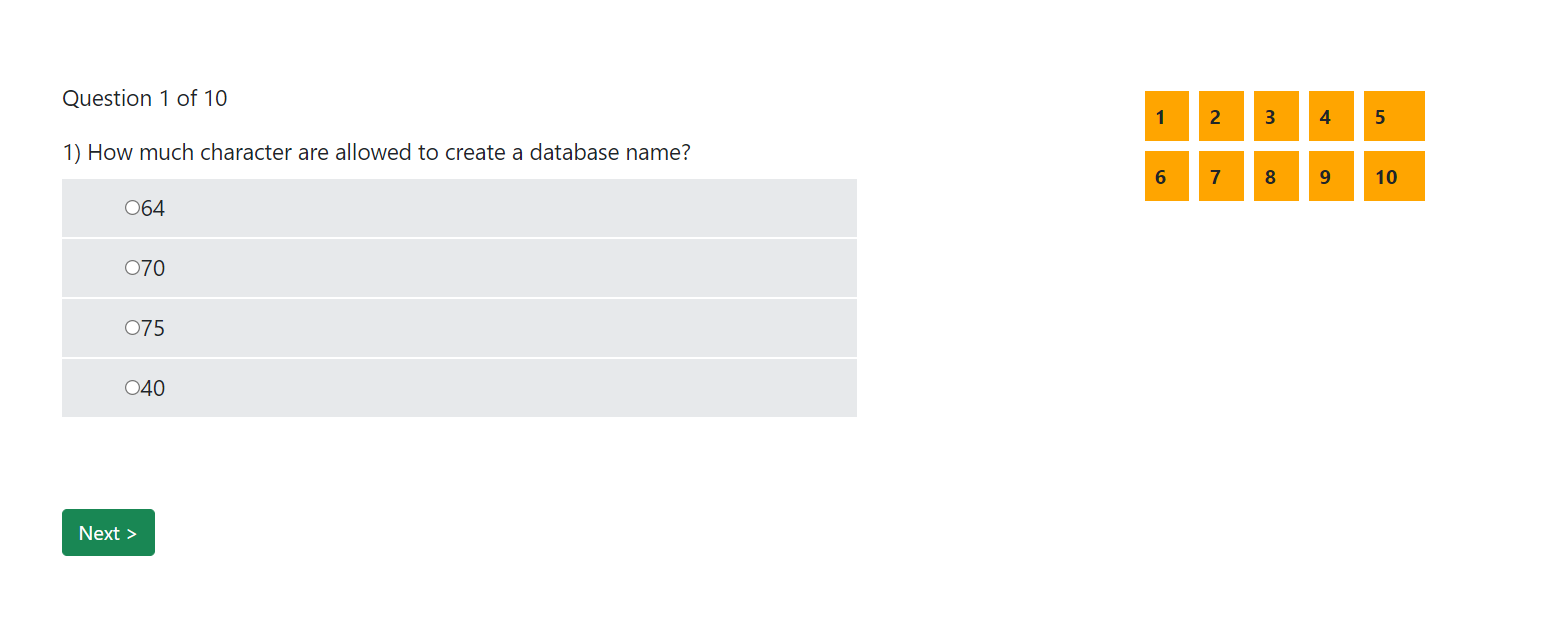 Question 1 of 10
1) How much character are allowed to create a database name?
64
70
75
40
Next >
1 2 3 4 5
6 7 8 9 10